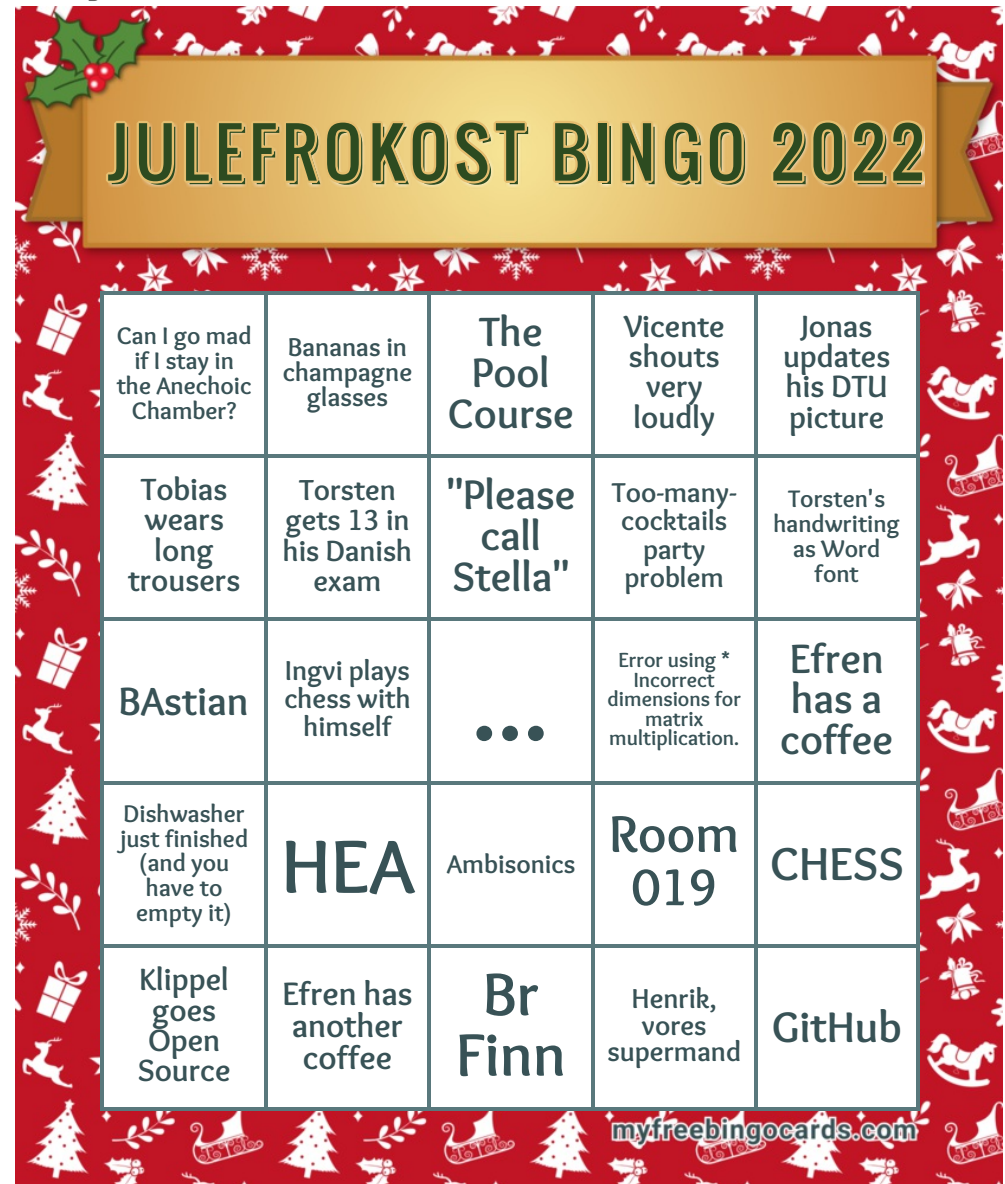 JULEFROKOST BINGO 2022
Can I go mad
if I stay in
the Anechoic
Chamber?
Bananas in
champagne
glasses
The
Pool
Course
Vicente
shouts
very
loudly
Jonas
updates
his DTU
picture
Tobias
wears
long
trousers
Torsten
gets 13 in
his Danish
exam
"Please
call
Stella"
Too-many-
cocktails
party
problem
Torsten's
handwriting
as Word
font
BAstian
Ingvi plays
chess with
himself
...
Error using *
Incorrect
dimensions for
matrix
multiplication.
Efren
has a
coffee
Dishwasher
just finished
(and you
have to
empty it)
HEA
Ambisonics
Room
019
CHESS
Klippel
goes
Open
Source
Efren has
another
coffee
Br
Finn
Henrik,
vores
supermand
GitHub
myfreebingocards.com